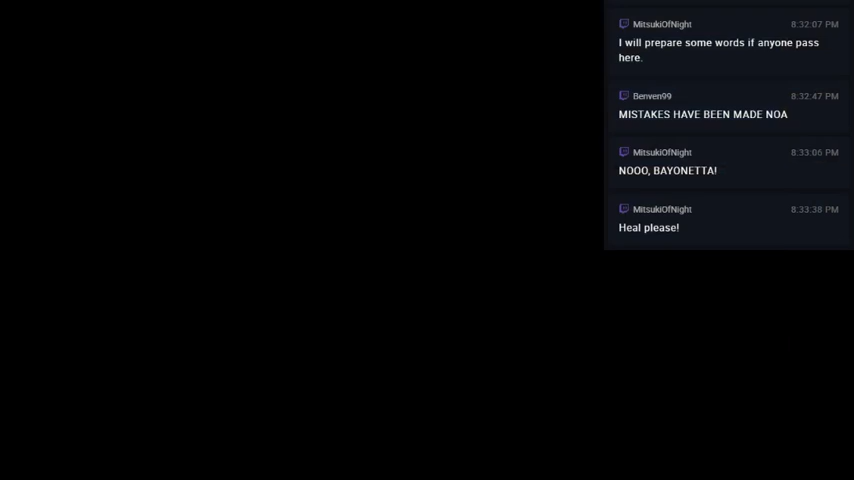 MitsukiOfNight 8:32:07 PM
I will prepare some words if anyone pass
here.
Benven99 8:32:47 PM
MISTAKES HAVE BEEN MADE NOA
MitsukiOfNight 8:33:06 PM
NOOO, BAYONETTA!
MitsukiOfNight 8:33:38 PM
Heal please!